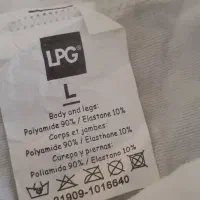 LPG®
L
Body and legs:
Polyamide 90% / Elastane 10%
Corps et jambes:
Polyamide 90% / Elasthanne 10%
Cuerpo y piernas:
Poliamida 90% / Elastano 10%
01909-1016640